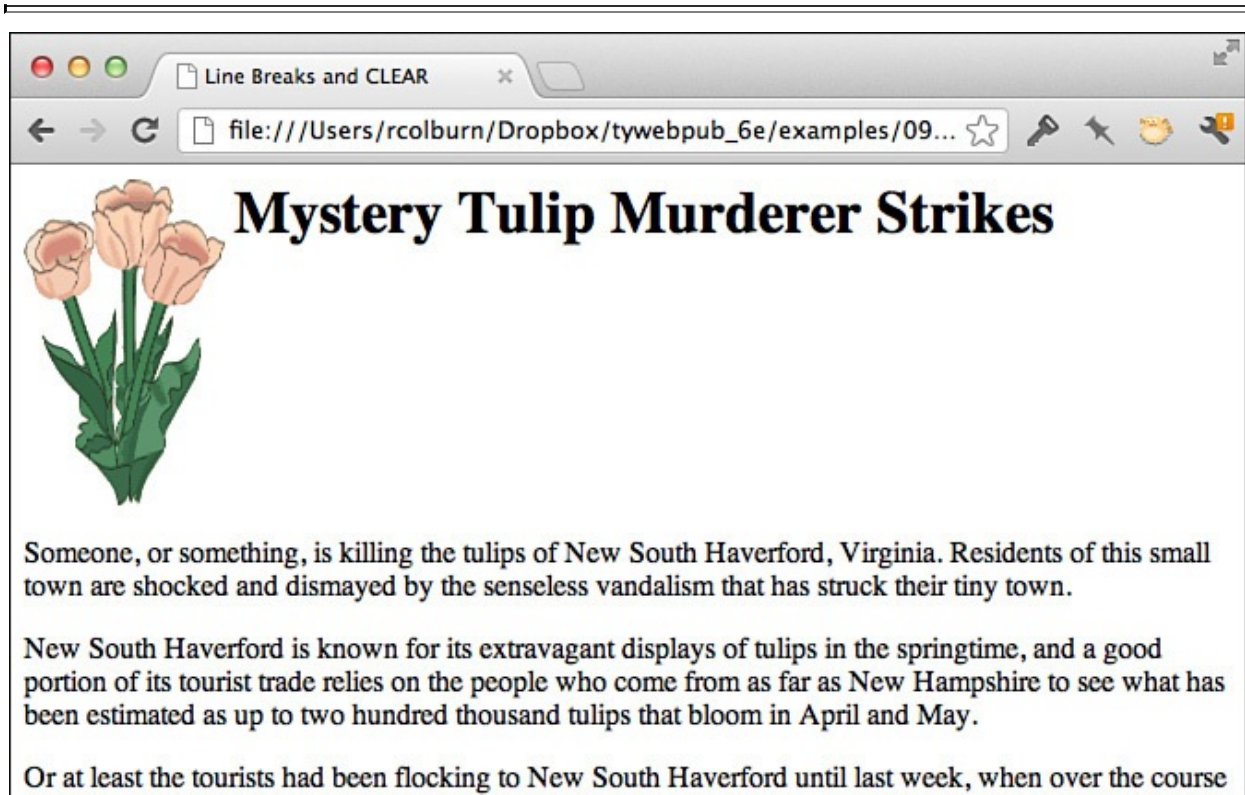 Line Breaks and CLEAR
file:///Users/rcolburn/Dropbox/tywebpub_6e/examples/09...
Mystery Tulip Murderer Strikes
Someone, or something, is killing the tulips of New South Haverford, Virginia. Residents of this small
town are shocked and dismayed by the senseless vandalism that has struck their tiny town.
New South Haverford is known for its extravagant displays of tulips in the springtime, and a good
portion of its tourist trade relies on the people who come from as far as New Hampshire to see what has
been estimated as up to two hundred thousand tulips that bloom in April and May.
Or at least the tourists had been flocking to New South Haverford until last week, when over the course